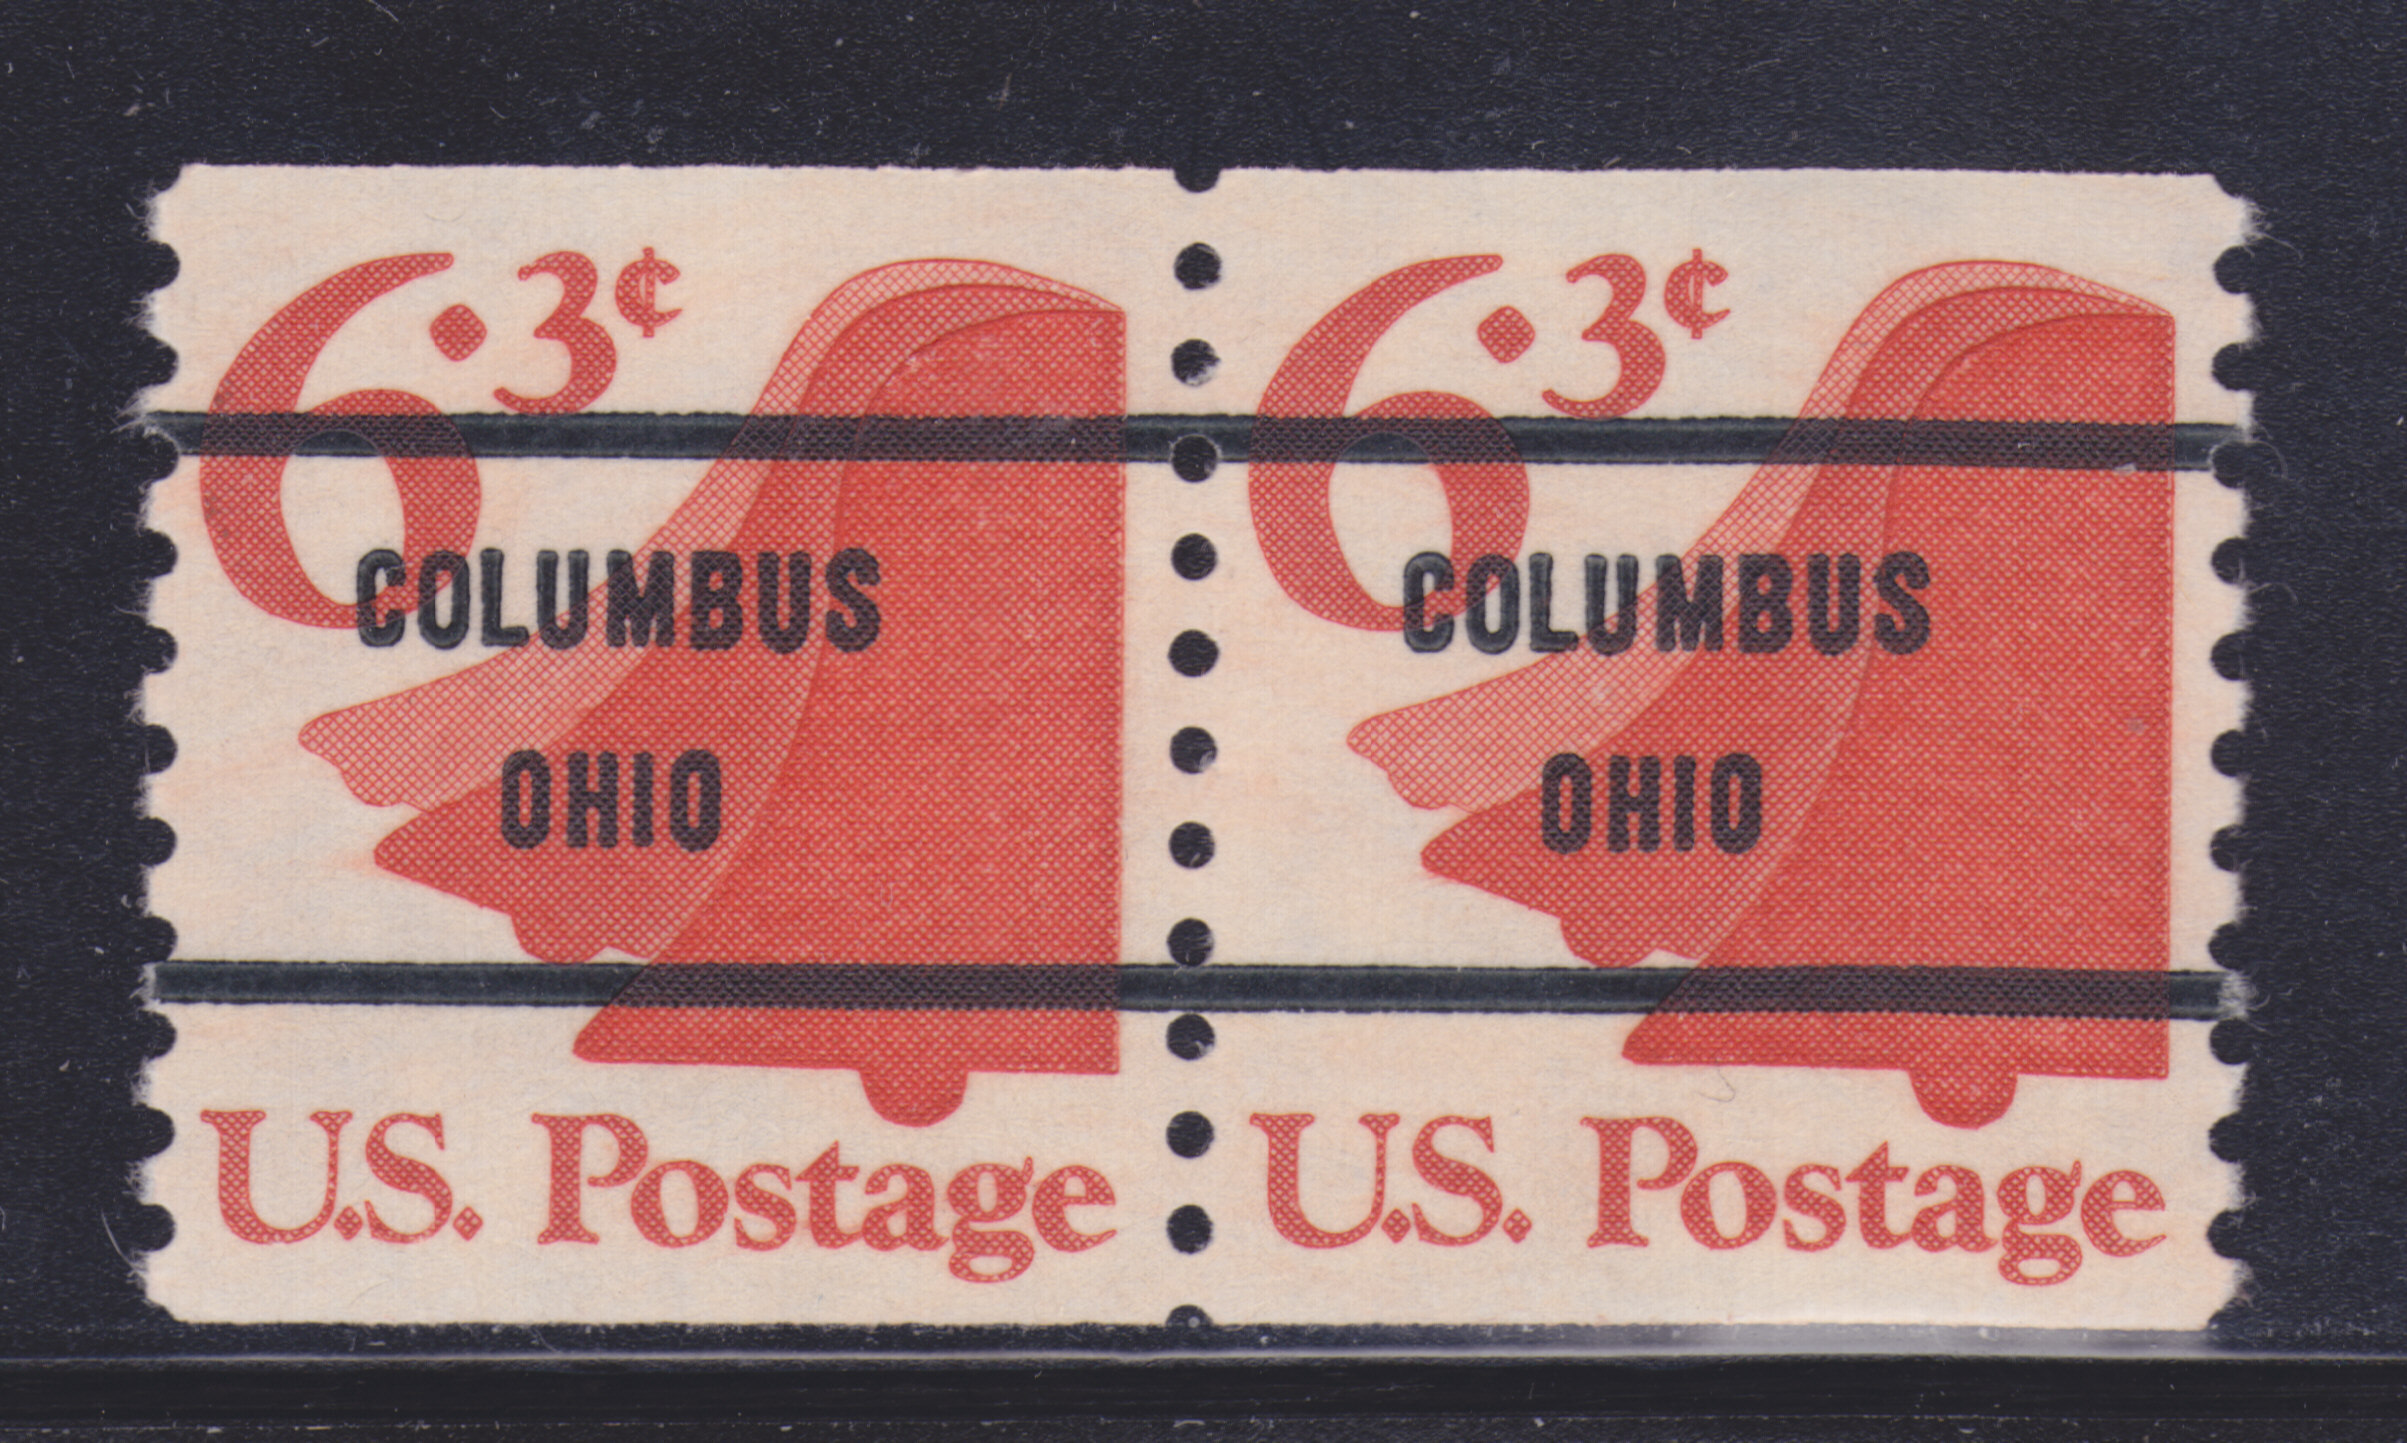 6.3¢
COLUMBUS
OHIO
U.S. Postage
6.3¢
COLUMBUS
OHIO
U.S. Postage